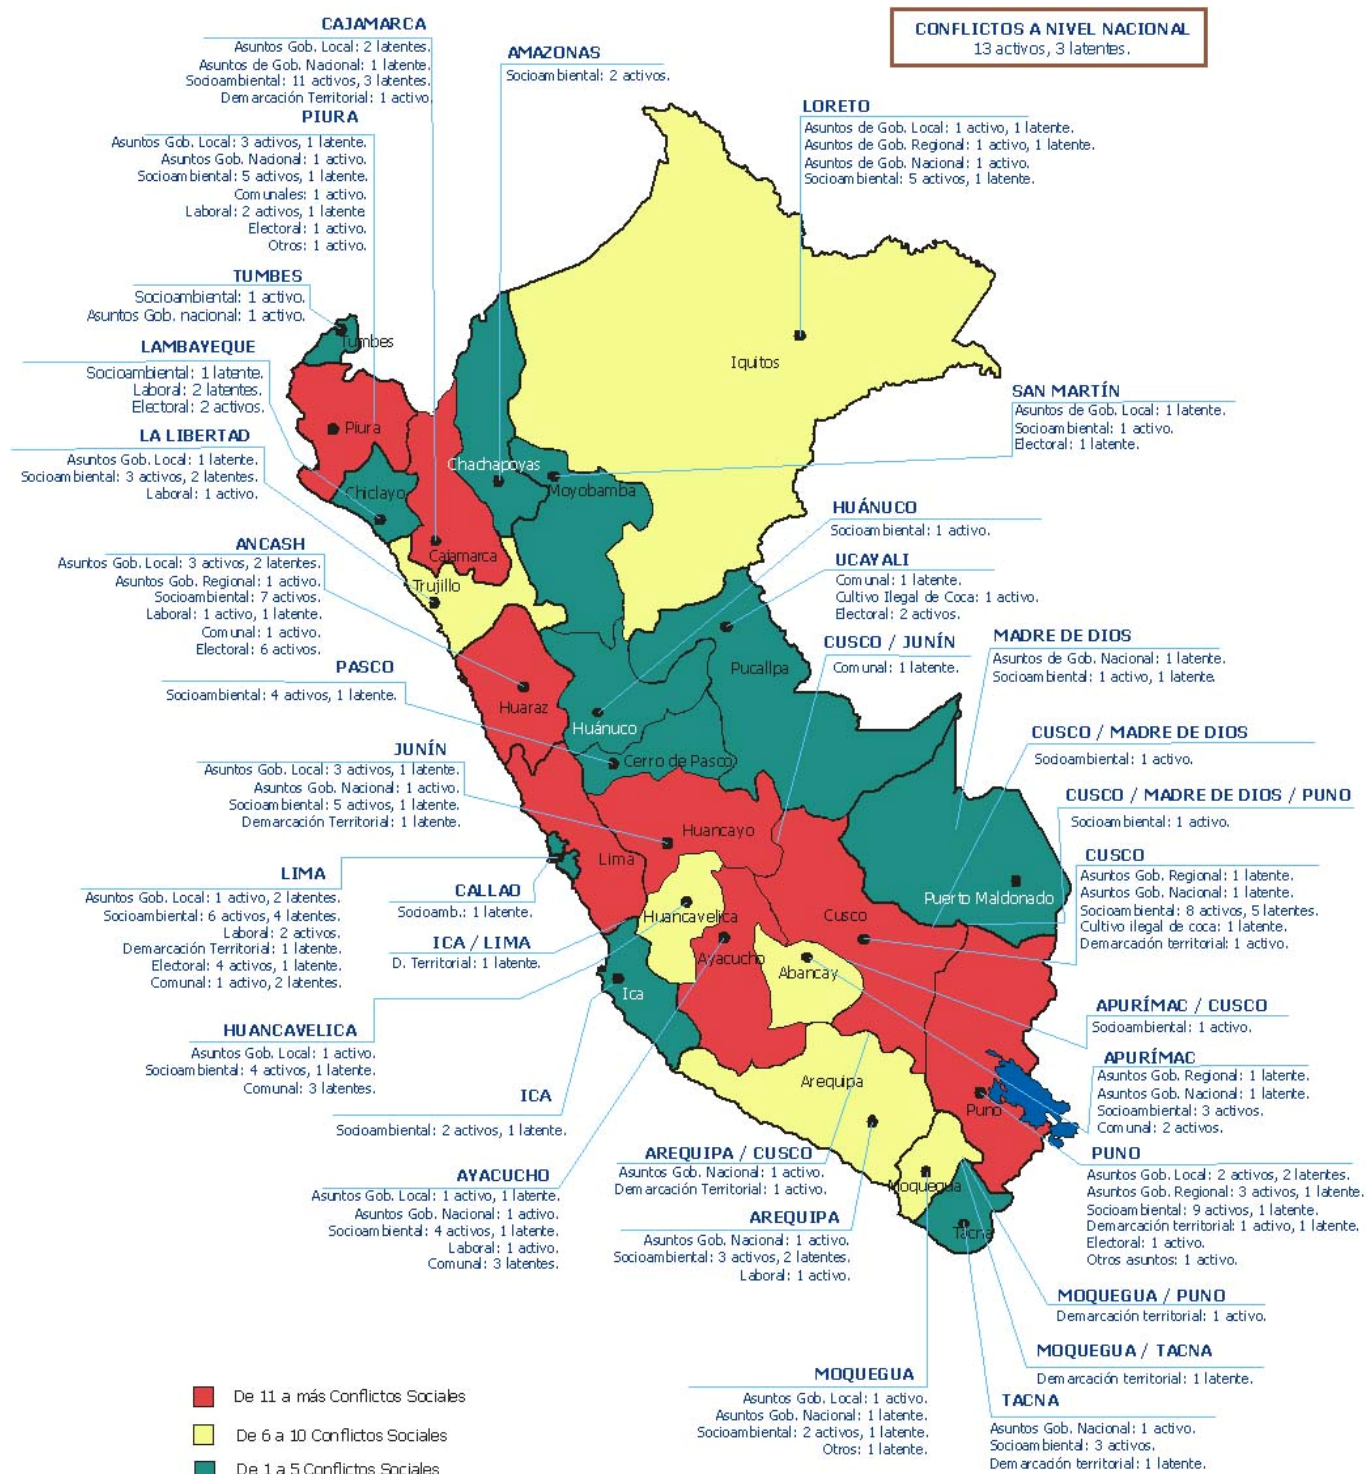 CONFLICTOS A NIVEL NACIONAL
13 activos, 3 latentes.
CAJAMARCA
Asuntos Gob. Local: 2 latentes.
Asuntos de Gob. Nacional: 1 latente.
Socioambiental: 11 activos, 3 latentes.
Demarcación Territorial: 1 activo.
AMAZONAS
Socioambiental: 2 activos.
PIURA
Asuntos Gob. Local: 3 activos, 1 latente.
Asuntos Gob. Nacional: 1 activo.
Socioambiental: 5 activos, 1 latente.
Comunales: 1 activo.
Laboral: 2 activos, 1 latente
Electoral: 1 activo.
Otros: 1 activo.
LORETO
Asuntos de Gob. Local: 1 activo, 1 latente.
Asuntos de Gob. Regional: 1 activo, 1 latente.
Asuntos de Gob. Nacional: 1 activo.
Socioambiental: 5 activos, 1 latente.
TUMBES
Socioambiental: 1 activo.
Asuntos Gob. nacional: 1 activo.
LAMBAYEQUE
Socioambiental: 1 latente.
Laboral: 2 latentes.
Electoral: 2 activos.
LA LIBERTAD
Asuntos Gob. Local: 1 latente.
Socioambiental: 3 activos, 2 latentes.
Laboral: 1 activo.
SAN MARTÍN
Asuntos de Gob. Local: 1 latente.
Socioambiental: 1 activo.
Electoral: 1 latente.
HUÁNUCO
Socioambiental: 1 activo.
ANCASH
Asuntos Gob. Local: 3 activos, 2 latentes.
Asuntos Gob. Regional: 1 activo.
Socioambiental: 7 activos.
Laboral: 1 activo, 1 latente.
Comunal: 1 activo.
Electoral: 6 activos.
UCAYALI
Comunal: 1 latente.
Cultivo Ilegal de Coca: 1 activo.
Electoral: 2 activos.
CUSCO / JUNÍN
Comunal: 1 latente.
MADRE DE DIOS
Asuntos de Gob. Nacional: 1 latente.
Socioambiental: 1 activo, 1 latente.
PASCO
Socioambiental: 4 activos, 1 latente.
CUSCO / MADRE DE DIOS
Socioambiental: 1 activo.
JUNÍN
Asuntos Gob. Local: 3 activos, 1 latente.
Asuntos Gob. Nacional: 1 activo.
Socioambiental: 5 activos, 1 latente.
Demarcación Territorial: 1 latente.
CUSCO / MADRE DE DIOS / PUNO
Socioambiental: 1 activo.
CUSCO
Asuntos Gob. Regional: 1 latente.
Asuntos Gob. Nacional: 1 latente.
Socioambiental: 8 activos, 5 latentes.
Cultivo ilegal de coca: 1 latente.
Demarcación territorial: 1 activo.
LIMA
Asuntos Gob. Local: 1 activo, 2 latentes.
Socioambiental: 6 activos, 4 latentes.
Laboral: 2 activos.
Demarcación Territorial: 1 latente.
Electoral: 4 activos, 1 latente.
Comunal: 1 activo, 2 latentes.
CALLAO
Socioamb.: 1 latente.
ICA / LIMA
D. Territorial: 1 latente.
HUANCAVELICA
Asuntos Gob. Local: 1 activo.
Socioambiental: 4 activos, 1 latente.
Comunal: 3 latentes.
ICA
Socioambiental: 2 activos, 1 latente.
APURÍMAC / CUSCO
Socioambiental: 1 activo.
APURÍMAC
Asuntos Gob. Regional: 1 latente.
Asuntos Gob. Nacional: 1 latente.
Socioambiental: 3 activos.
Comunal: 2 activos.
AYACUCHO
Asuntos Gob. Local: 1 activo, 1 latente.
Asuntos Gob. Nacional: 1 activo.
Socioambiental: 4 activos, 1 latente.
Laboral: 1 activo.
Comunal: 3 latentes.
AREQUIPA / CUSCO
Asuntos Gob. Nacional: 1 activo.
Demarcación Territorial: 1 activo.
AREQUIPA
Asuntos Gob. Nacional: 1 activo.
Socioambiental: 3 activos, 2 latentes.
Laboral: 1 activo.
PUNO
Asuntos Gob. Local: 2 activos, 2 latentes.
Asuntos Gob. Regional: 3 activos, 1 latente.
Socioambiental: 9 activos, 1 latente.
Demarcación territorial: 1 activo, 1 latente.
Electoral: 1 activo.
Otros asuntos: 1 activo.
MOQUEGUA / PUNO
Demarcación territorial: 1 activo.
MOQUEGUA / TACNA
Demarcación territorial: 1 latente.
MOQUEGUA
Asuntos Gob. Local: 1 activo.
Asuntos Gob. Nacional: 1 latente.
Socioambiental: 2 activos, 1 latente.
Otros: 1 latente.
TACNA
Asuntos Gob. Nacional: 1 activo.
Socioambiental: 3 activos.
Demarcación territorial: 1 latente.
Tumbes
Iquitos
Piura
Chachapoyas
Moyobamba
Chiclayo
Cajamarca
Trujillo
Pucallpa
Huaraz
Huánuco
Cerro de Pasco
Huancayo
Lima
Puerto Maldonado
Huancavelica
Cusco
Ayacucho
Abancay
Ica
Arequipa
Puno
Moquegua
Tacna
De 11 a más Conflictos Sociales
De 6 a 10 Conflictos Sociales
De 1 a 5 Conflictos Sociales